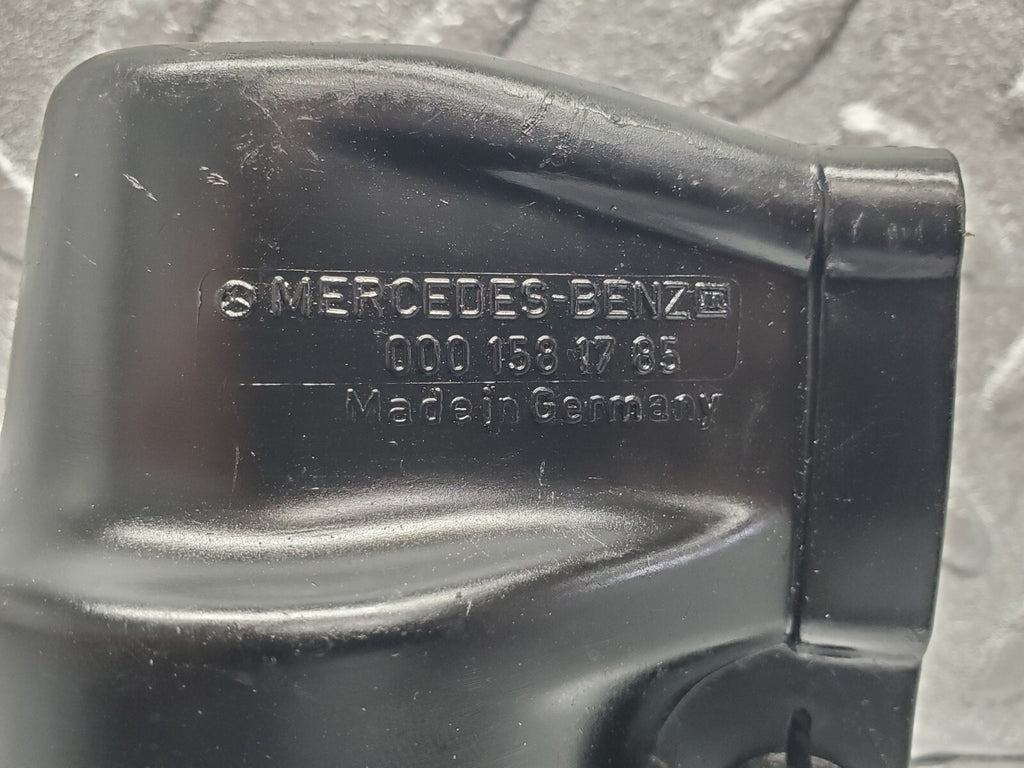 MERCEDES-BENZ
000 158 17 85
Made in Germany